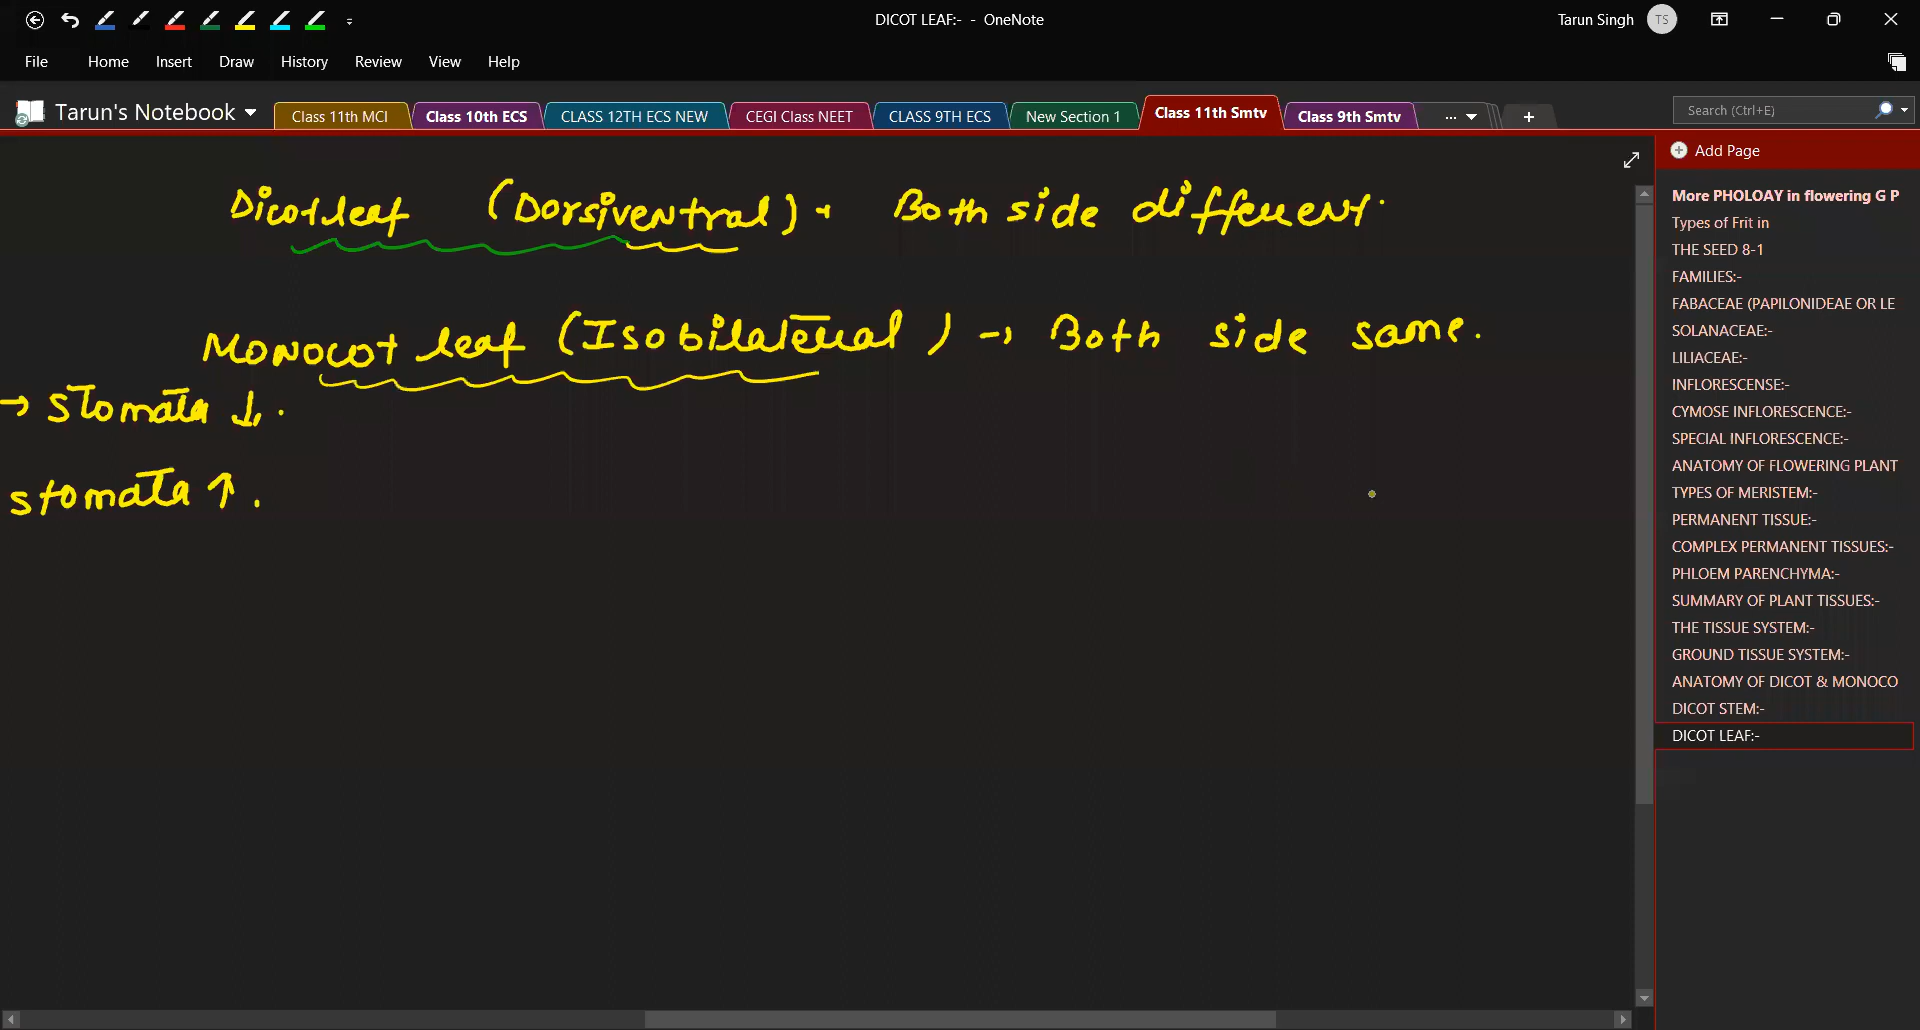 DICOT LEAF:- - OneNote
Tarun Singh TS
File Home Insert Draw History Review View Help
Tarun's Notebook
Class 11th MCI Class 10th ECS CLASS 12TH ECS NEW CEGI Class NEET CLASS 9TH ECS New Section 1 Class 11th Smtv Class 9th Smtv ... +
Search (Ctrl+E)
Dicot leaf (Dorsiventral) → Both side different.
Monocot leaf (Isobilateral) → Both side same.
→ stomata ↓.
stomata ↑.
Add Page
More PHOLOAY in flowering G P
Types of Frit in
THE SEED 8-1
FAMILIES:-
FABACEAE (PAPILONIDEAE OR LE
SOLANACEAE:-
LILIACEAE:-
INFLORESCENSE:-
CYMOSE INFLORESCENCE:-
SPECIAL INFLORESCENCE:-
ANATOMY OF FLOWERING PLANT
TYPES OF MERISTEM:-
PERMANENT TISSUE:-
COMPLEX PERMANENT TISSUES:-
PHLOEM PARENCHYMA:-
SUMMARY OF PLANT TISSUES:-
THE TISSUE SYSTEM:-
GROUND TISSUE SYSTEM:-
ANATOMY OF DICOT & MONOCO
DICOT STEM:-
DICOT LEAF:-